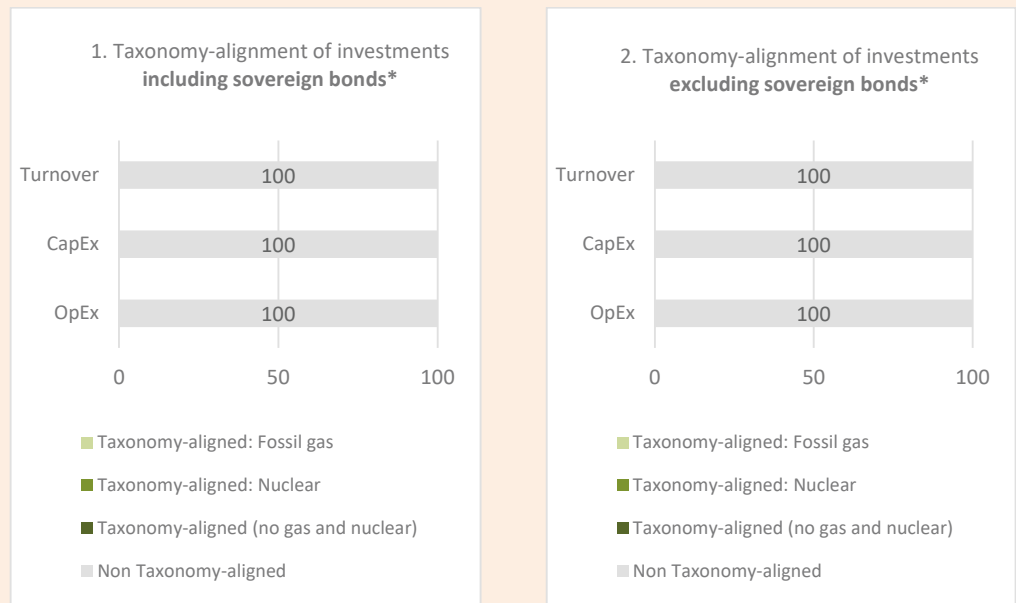 1. Taxonomy-alignment of investments
including sovereign bonds*
Turnover
100
CapEx
100
OpEx
100
0 50 100
Taxonomy-aligned: Fossil gas
Taxonomy-aligned: Nuclear
Taxonomy-aligned (no gas and nuclear)
Non Taxonomy-aligned
2. Taxonomy-alignment of investments
excluding sovereign bonds*
Turnover
100
CapEx
100
OpEx
100
0 50 100
Taxonomy-aligned: Fossil gas
Taxonomy-aligned: Nuclear
Taxonomy-aligned (no gas and nuclear)
Non Taxonomy-aligned